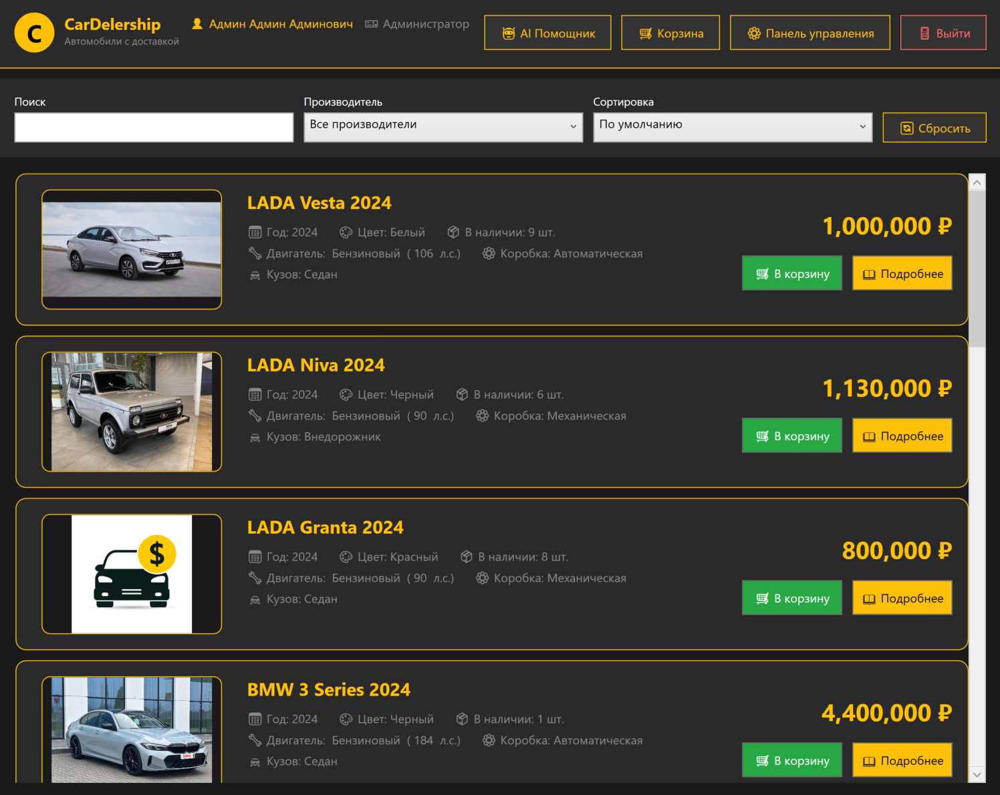 C
CarDelership
Автомобили с доставкой
Админ Админ Админович
Администратор
AI Помощник
Корзина
Панель управления
Выйти
Поиск
Производитель
Сортировка
Все производители
По умолчанию
Сбросить
LADA Vesta 2024
Год: 2024 Цвет: Белый В наличии: 9 шт.
Двигатель: Бензиновый ( 106 л.с.) Коробка: Автоматическая
Кузов: Седан
1,000,000 ₽
В корзину
Подробнее
LADA Niva 2024
Год: 2024 Цвет: Черный В наличии: 6 шт.
Двигатель: Бензиновый ( 90 л.с.) Коробка: Механическая
Кузов: Внедорожник
1,130,000 ₽
В корзину
Подробнее
$
LADA Granta 2024
Год: 2024 Цвет: Красный В наличии: 8 шт.
Двигатель: Бензиновый ( 90 л.с.) Коробка: Механическая
Кузов: Седан
800,000 ₽
В корзину
Подробнее
BMW 3 Series 2024
Год: 2024 Цвет: Черный В наличии: 1 шт.
Двигатель: Бензиновый ( 184 л.с.) Коробка: Автоматическая
Кузов: Седан
4,400,000 ₽
В корзину
Подробнее